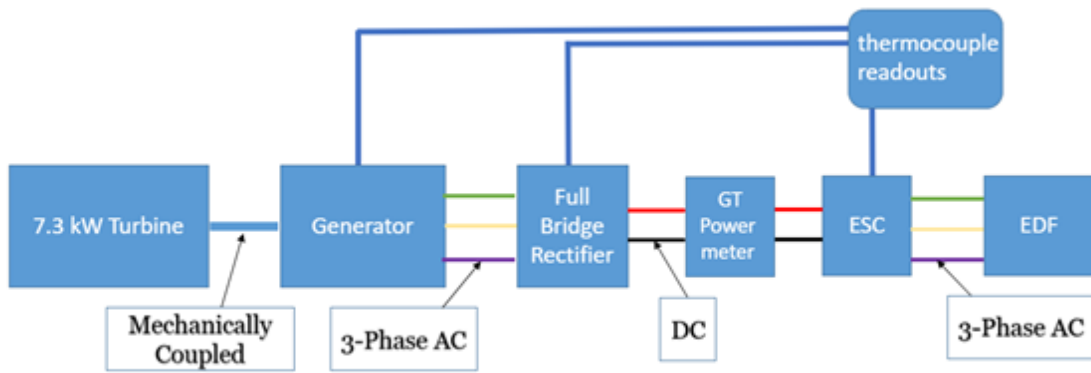 thermocouple
readouts
7.3 kW Turbine
Generator
Full
Bridge
Rectifier
GT
Power
meter
ESC
EDF
Mechanically
Coupled
3-Phase AC
DC
3-Phase AC